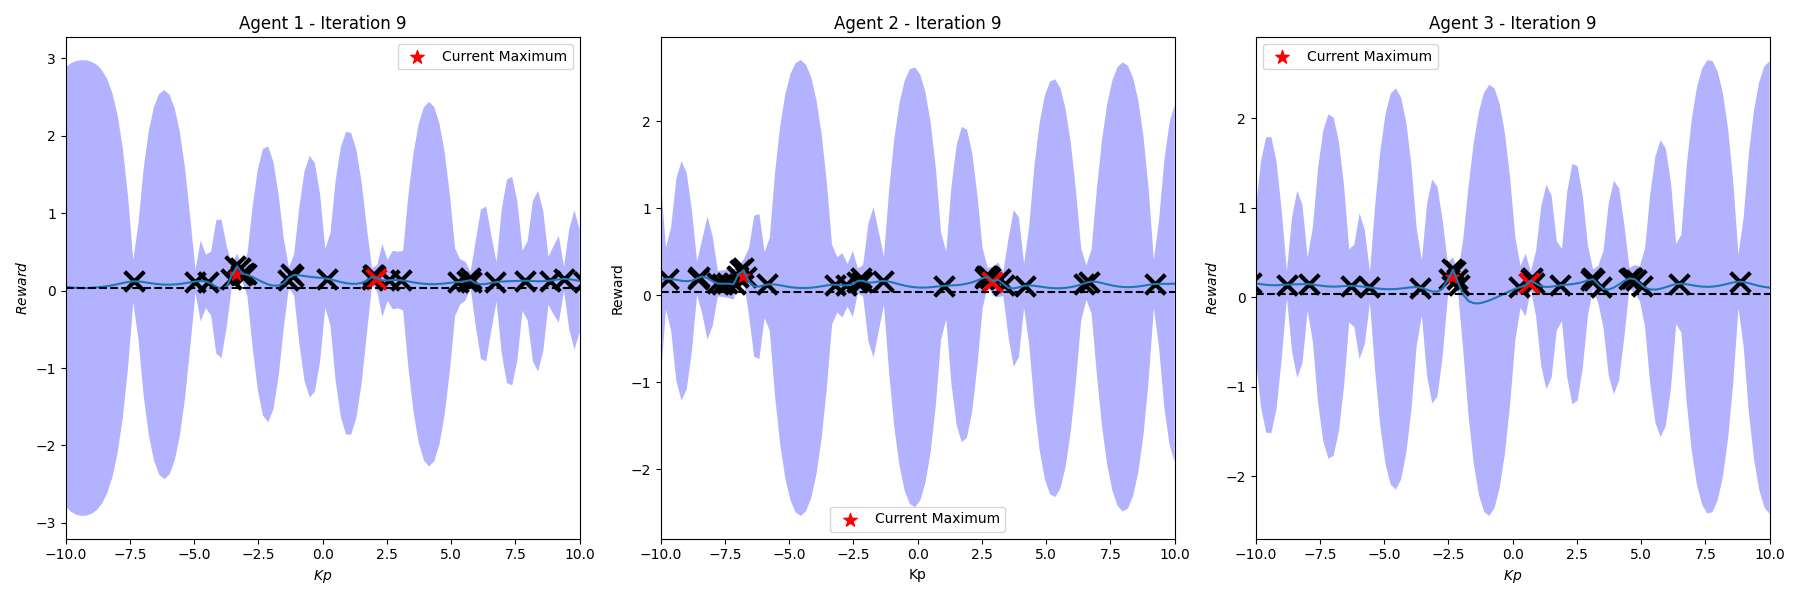 Agent 1 - Iteration 9
Current Maximum
3
2
1
0
−1
−2
−3
Reward
−10.0 −7.5 −5.0 −2.5 0.0 2.5 5.0 7.5 10.0
Kp
Agent 2 - Iteration 9
2
1
0
−1
−2
Reward
Current Maximum
−10.0 −7.5 −5.0 −2.5 0.0 2.5 5.0 7.5 10.0
Kp
Agent 3 - Iteration 9
Current Maximum
2
1
0
−1
−2
Reward
−10.0 −7.5 −5.0 −2.5 0.0 2.5 5.0 7.5 10.0
Kp